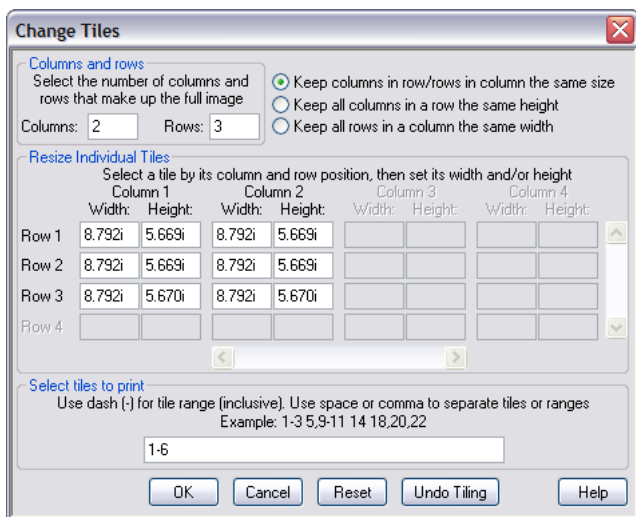 Change Tiles
Columns and rows
Select the number of columns and
rows that make up the full image
Columns: 2 Rows: 3
Keep columns in row/rows in column the same size
Keep all columns in a row the same height
Keep all rows in a column the same width
Resize Individual Tiles
Select a tile by its column and row position, then set its width and/or height
Column 1 Column 2 Column 3 Column 4
Width: Height: Width: Height: Width: Height: Width: Height:
Row 1 8.792i 5.669i 8.792i 5.669i
Row 2 8.792i 5.669i 8.792i 5.669i
Row 3 8.792i 5.670i 8.792i 5.670i
Row 4
Select tiles to print
Use dash (-) for tile range (inclusive). Use space or comma to separate tiles or ranges
Example: 1-3 5,9-11 14 18,20,22
1-6
OK Cancel Reset Undo Tiling Help